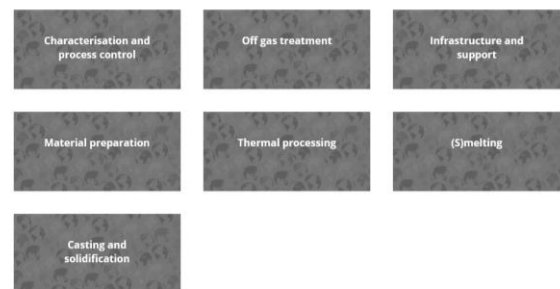 Characterisation and
process control
Off gas treatment
Infrastructure and
support
Material preparation
Thermal processing
(S)melting
Casting and
solidification